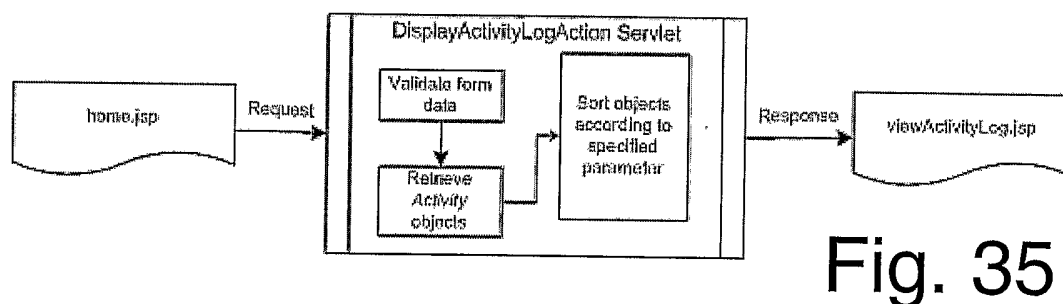 DisplayActivityLogAction Servlet
home.jsp
Request
Validate form
data
Retrieve
Activity
objects
Sort objects
according to
specified
parameter
Response
viewActivityLog.jsp
Fig. 35